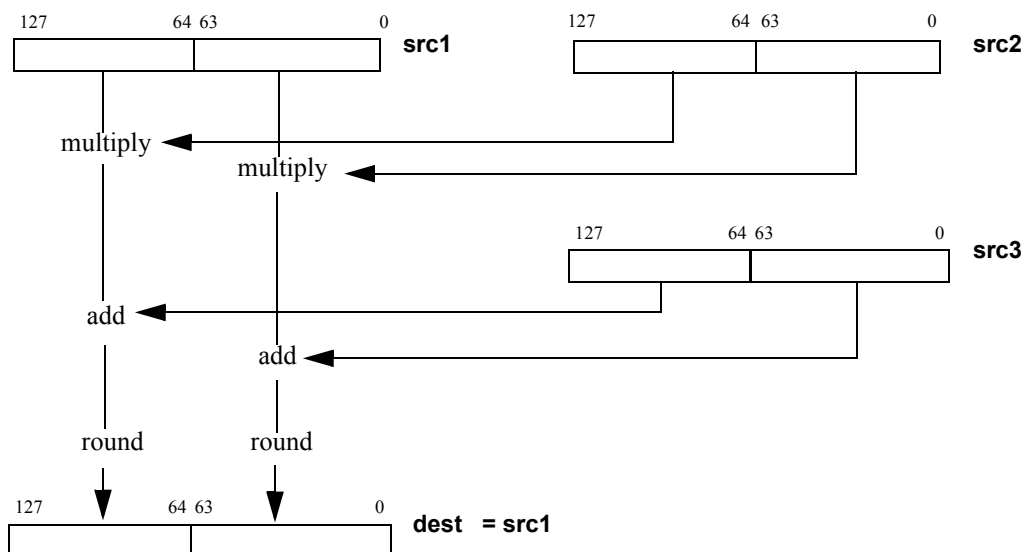 127 64 63 0 src1
127 64 63 0 src2
multiply
multiply
127 64 63 0 src3
add
add
round round
127 64 63 0 dest = src1